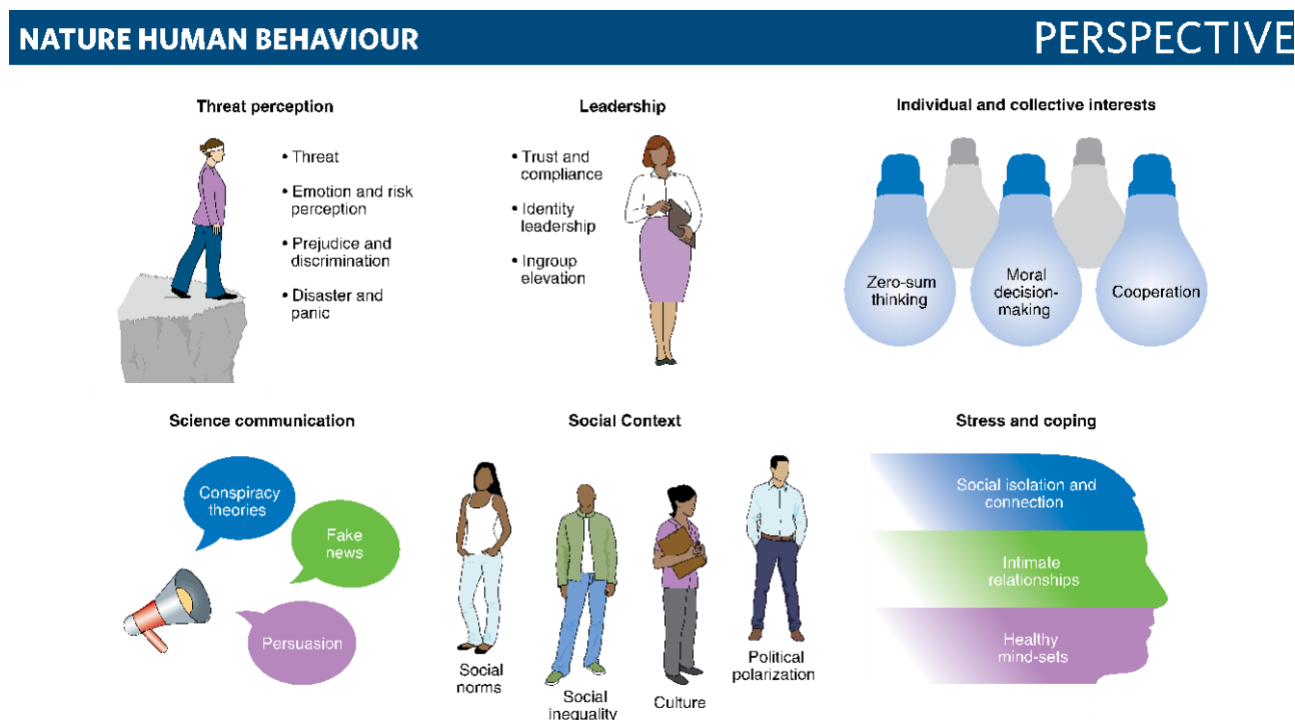 NATURE HUMAN BEHAVIOUR
PERSPECTIVE
Threat perception
• Threat
• Emotion and risk
perception
• Prejudice and
discrimination
• Disaster and
panic
Leadership
• Trust and
compliance
• Identity
leadership
• Ingroup
elevation
Individual and collective interests
Zero-sum
thinking
Moral
decision-
making
Cooperation
Science communication
Conspiracy
theories
Fake
news
Persuasion
Social Context
Social
norms
Social
inequality
Culture
Political
polarization
Stress and coping
Social isolation and
connection
Intimate
relationships
Healthy
mind-sets